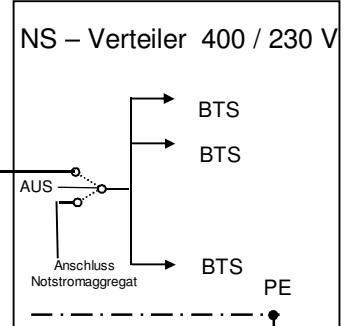 NS – Verteiler 400 / 230 V
BTS
BTS
AUS
BTS
Anschluss
Notstromaggregat
PE